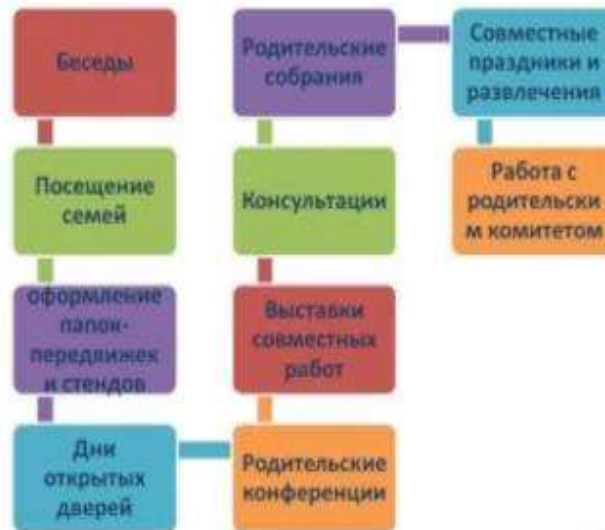 Беседы
Посещение
семей
оформление
папок-
передвижек
и стендов
Дни
открытых
дверей
Родительские
конференции
Выставки
совместных
работ
Консультации
Родительские
собрания
Совместные
праздники и
развлечения
Работа с
родительски
м комитетом